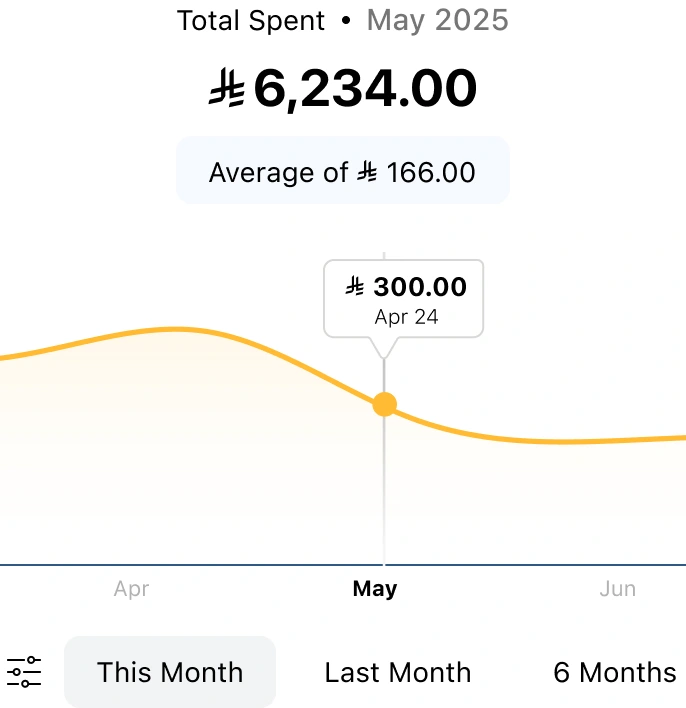 Total Spent • May 2025
⃁ 6,234.00
Average of ⃁ 166.00
⃁ 300.00
Apr 24
Apr May Jun
This Month Last Month 6 Months